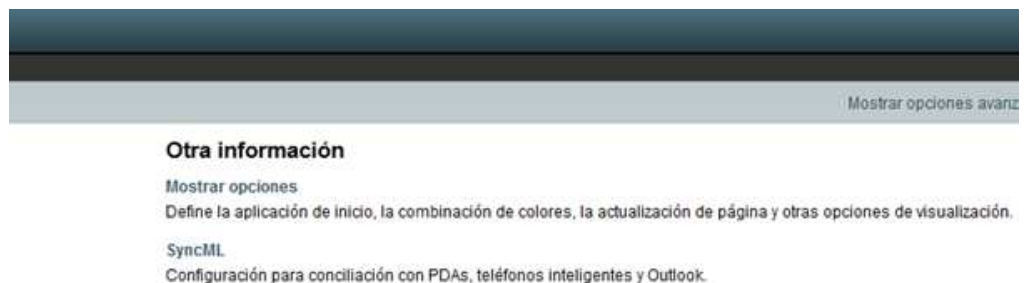 Mostrar opciones
Otra información
Mostrar opciones
Define la aplicación de inicio, la combinación de colores, la actualización de página y otras opciones de visualización.
SyncML
Configuración para conciliación con PDAs, teléfonos inteligentes y Outlook.